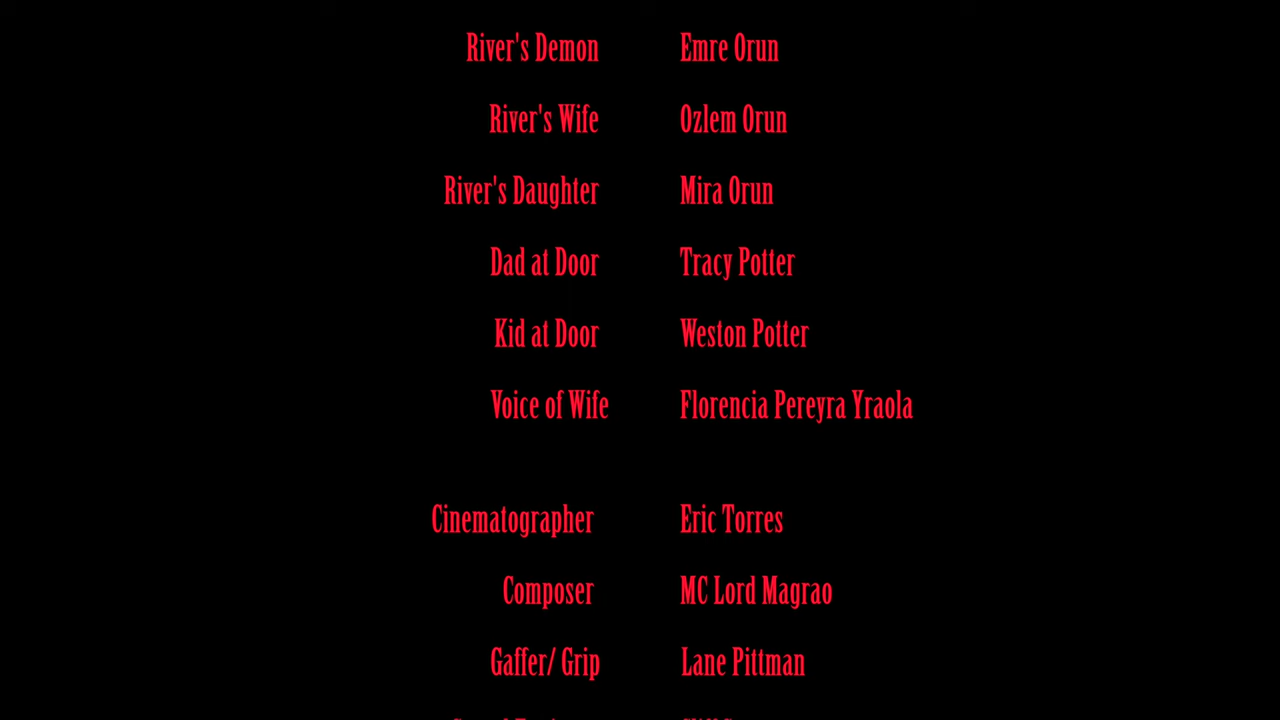 River's Demon Emre Orun
River's Wife Ozlem Orun
River's Daughter Mira Orun
Dad at Door Tracy Potter
Kid at Door Weston Potter
Voice of Wife Florencia Pereyra Yraola
Cinematographer Eric Torres
Composer MC Lord Magrao
Gaffer/ Grip Lane Pittman